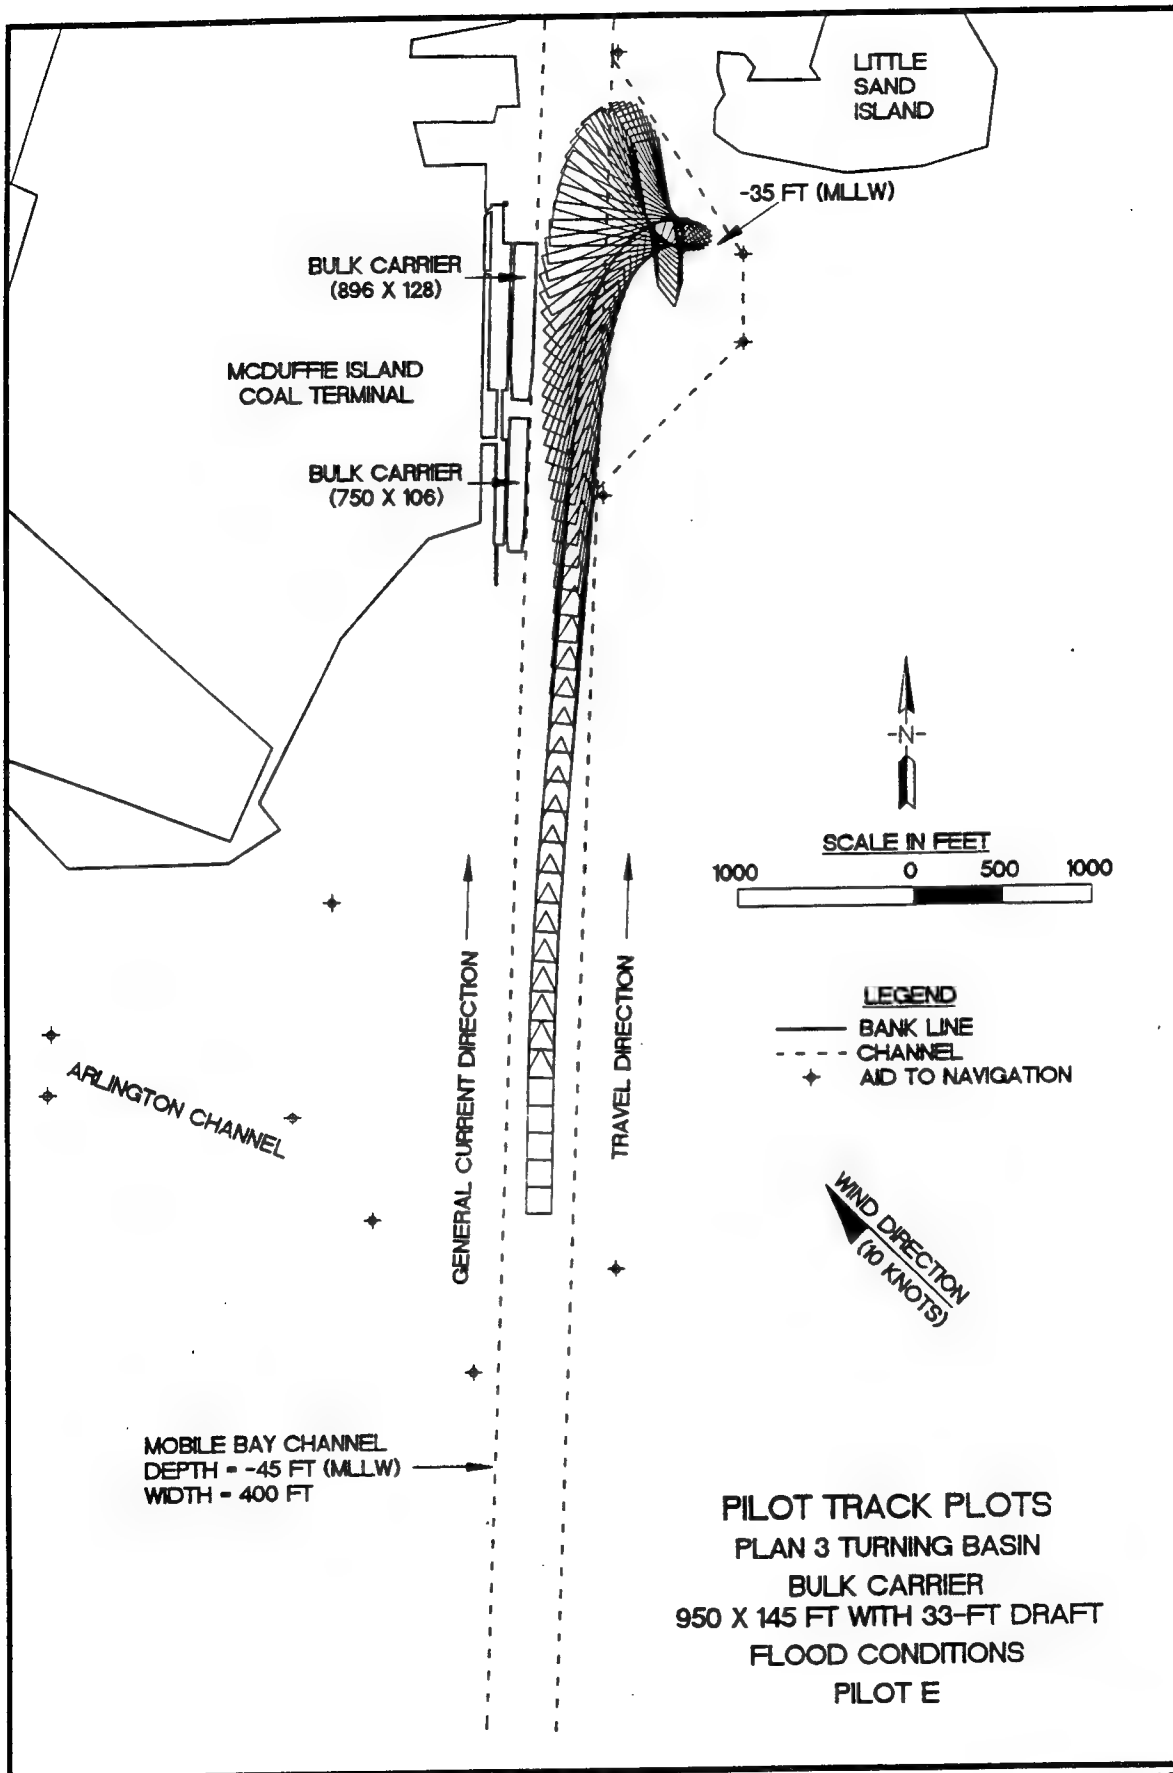 LITTLE
SAND
ISLAND
-35 FT (MLLW)
BULK CARRIER
(896 X 128)
MCDUFFIE ISLAND
COAL TERMINAL
BULK CARRIER
(750 X 106)
-N-
SCALE IN FEET
1000 0 500 1000
LEGEND
BANK LINE
CHANNEL
AID TO NAVIGATION
GENERAL CURRENT DIRECTION
TRAVEL DIRECTION
ARLINGTON CHANNEL
WIND DIRECTION
(10 KNOTS)
MOBILE BAY CHANNEL
DEPTH = -45 FT (MLLW)
WIDTH = 400 FT
PILOT TRACK PLOTS
PLAN 3 TURNING BASIN
BULK CARRIER
950 X 145 FT WITH 33-FT DRAFT
FLOOD CONDITIONS
PILOT E